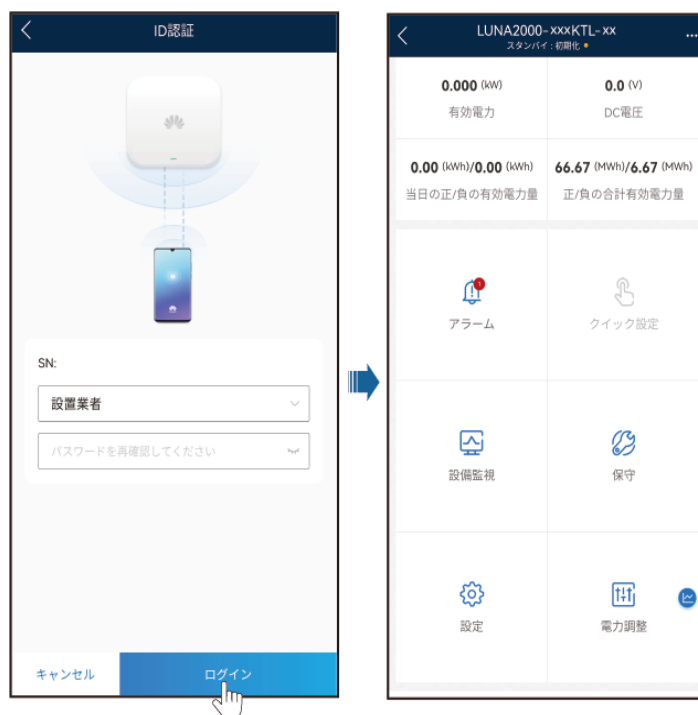 ID認証
SN:
設置業者
パスワードを再確認してください
キャンセル
ログイン
LUNA2000-xxxKTL-xx
スタンバイ : 初期化
0.000 (kW)
有効電力
0.0 (V)
DC電圧
0.00 (kWh)/0.00 (kWh)
当日の正/負の有効電力量
66.67 (MWh)/6.67 (MWh)
正/負の合計有効電力量
1
アラーム
クイック設定
設備監視
保守
設定
電力調整